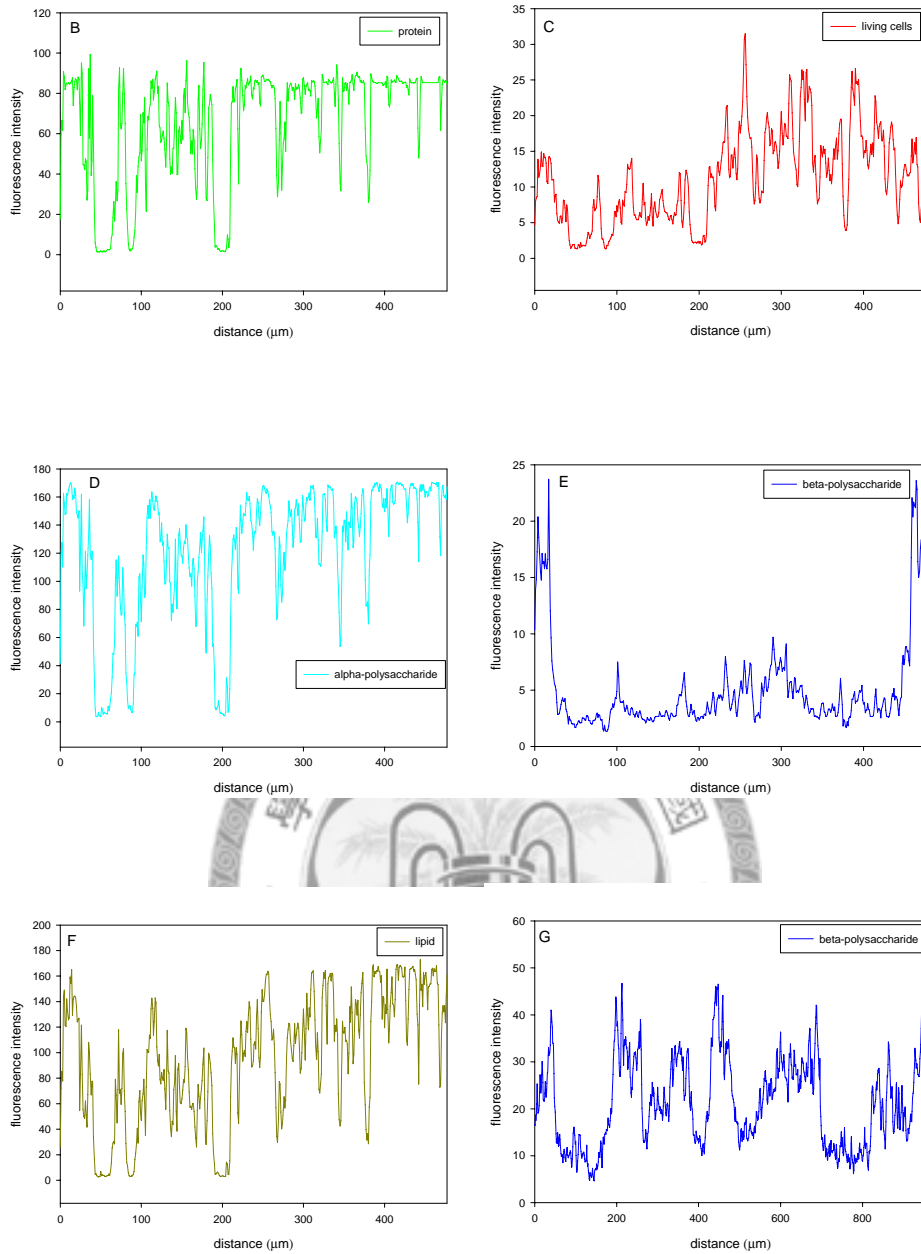 B
protein
120
100
80
60
40
20
0
fluorescence intensity
0 100 200 300 400
distance (μm)
C
living cells
35
30
25
20
15
10
5
0
fluorescence intensity
0 100 200 300 400
distance (μm)
D
alpha-polysaccharide
180
160
140
120
100
80
60
40
20
0
fluorescence intensity
0 100 200 300 400
distance (μm)
E
beta-polysaccharide
25
20
15
10
5
0
fluorescence intensity
0 100 200 300 400
distance (μm)
F
lipid
200
180
160
140
120
100
80
60
40
20
0
fluorescence intensity
0 100 200 300 400
distance (μm)
G
beta-polysaccharide
60
50
40
30
20
10
0
fluorescence intensity
0 200 400 600 800
distance (μm)